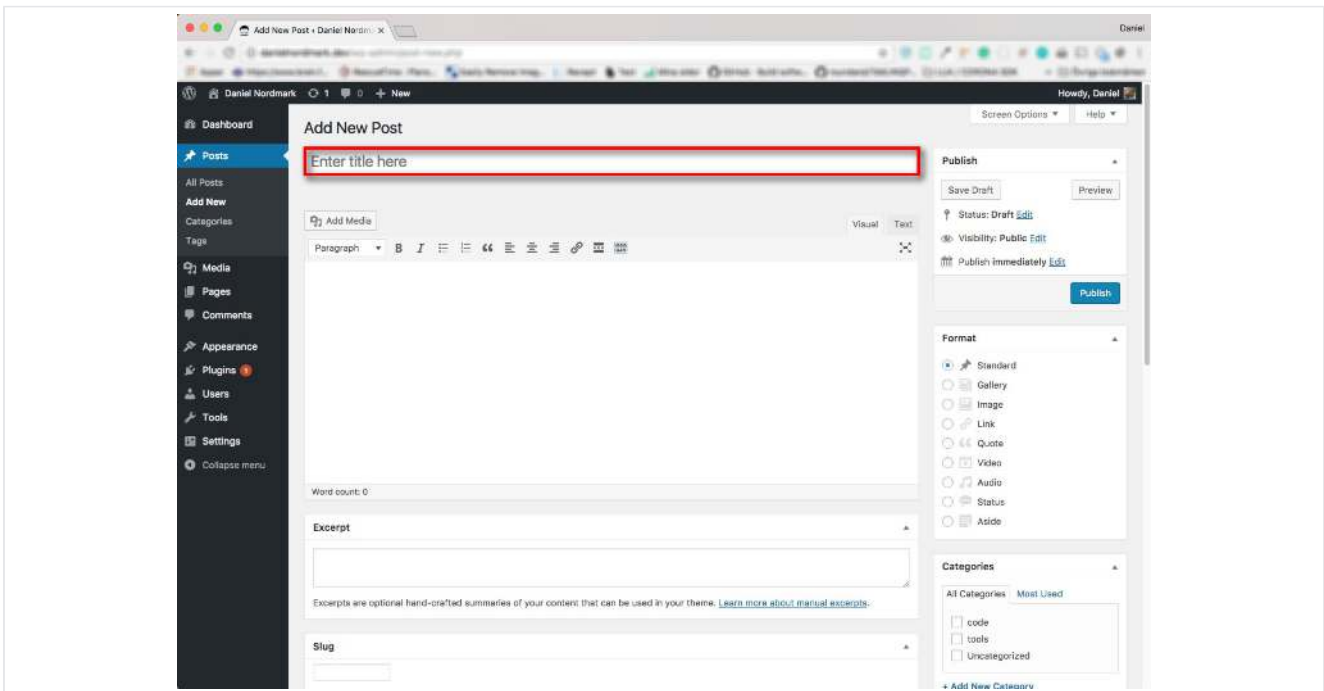 Add New Post ‹ Daniel Nordm
Daniel
Daniel Nordmark
1
0
+ New
Howdy, Daniel
Screen Options
Help
Dashboard
Posts
All Posts
Add New
Categories
Tags
Media
Pages
Comments
Appearance
Plugins 1
Users
Tools
Settings
Collapse menu
Add New Post
Enter title here
Add Media
Visual
Text
Paragraph
B I
Word count: 0
Excerpt
Excerpts are optional hand-crafted summaries of your content that can be used in your theme. Learn more about manual excerpts.
Slug
Publish
Save Draft
Preview
Status: Draft Edit
Visibility: Public Edit
Publish immediately Edit
Publish
Format
Standard
Gallery
Image
Link
Quote
Video
Audio
Status
Aside
Categories
All Categories
Most Used
code
tools
Uncategorized
+ Add New Category